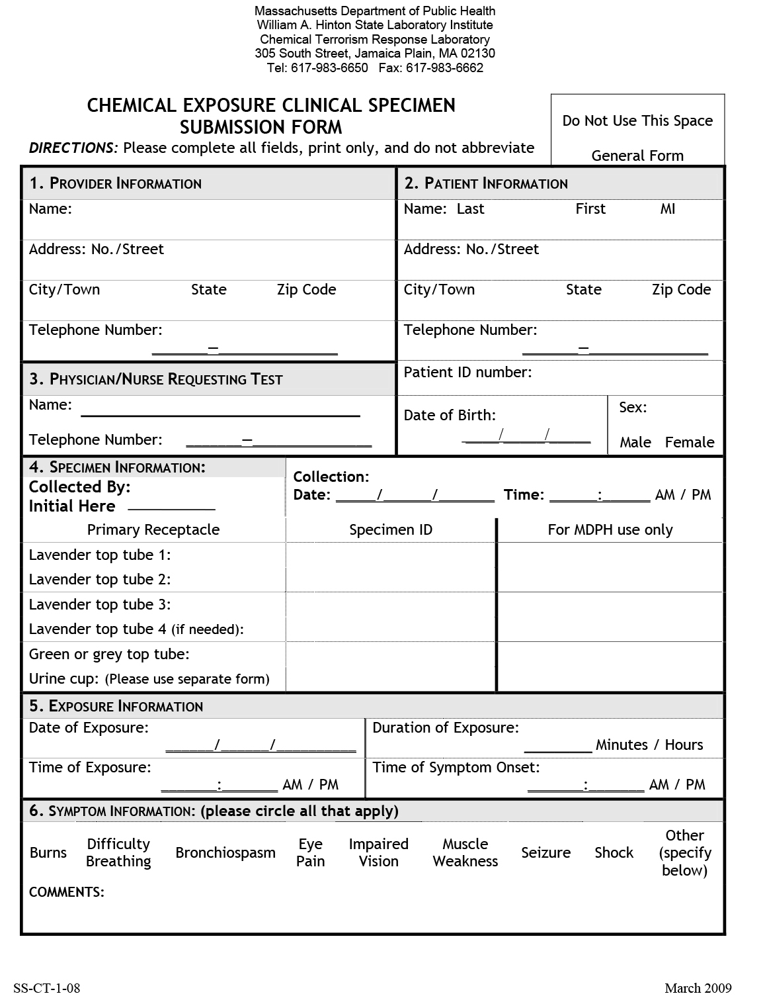 Massachusetts Department of Public Health
William A. Hinton State Laboratory Institute
Chemical Terrorism Response Laboratory
305 South Street, Jamaica Plain, MA 02130
Tel: 617-983-6650 Fax: 617-983-6662
CHEMICAL EXPOSURE CLINICAL SPECIMEN
SUBMISSION FORM
DIRECTIONS: Please complete all fields, print only, and do not abbreviate
Do Not Use This Space
General Form
1. PROVIDER INFORMATION
Name:
Address: No./Street
City/Town State Zip Code
Telephone Number:
_______–_______________
2. PATIENT INFORMATION
Name: Last First MI
Address: No./Street
City/Town State Zip Code
Telephone Number:
_______–_______________
Patient ID number:
Date of Birth:
_____/_____/_____
Sex:
Male Female
3. PHYSICIAN/NURSE REQUESTING TEST
Name: ____________________
Telephone Number: _______–_______________
4. SPECIMEN INFORMATION:
Collected By:
Initial Here ___________
Collection:
Date: _____/______/_______ Time: ______:______ AM / PM
Primary Receptacle Specimen ID For MDPH use only
Lavender top tube 1:
Lavender top tube 2:
Lavender top tube 3:
Lavender top tube 4 (if needed):
Green or grey top tube:
Urine cup: (Please use separate form)
5. EXPOSURE INFORMATION
Date of Exposure:
______/______/__________
Duration of Exposure:
________ Minutes / Hours
Time of Exposure:
_______:_______ AM / PM
Time of Symptom Onset:
_______:_______ AM / PM
6. SYMPTOM INFORMATION: (please circle all that apply)
Burns
Difficulty
Breathing
Bronchiospasm
Eye
Pain
Impaired
Vision
Muscle
Weakness
Seizure
Shock
Other
(specify
below)
COMMENTS:
SS-CT-1-08 March 2009